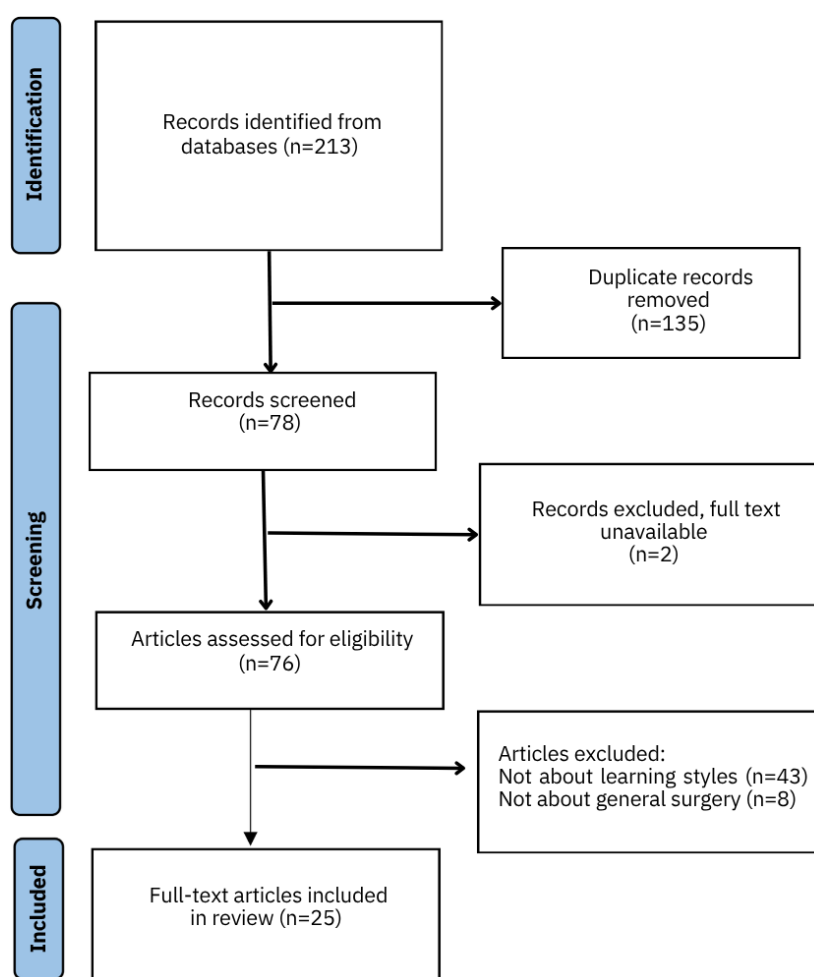 Identification
Records identified from
databases (n=213)
Duplicate records
removed
(n=135)
Screening
Records screened
(n=78)
Records excluded, full text
unavailable
(n=2)
Articles assessed for eligibility
(n=76)
Articles excluded:
Not about learning styles (n=43)
Not about general surgery (n=8)
Included
Full-text articles included
in review (n=25)